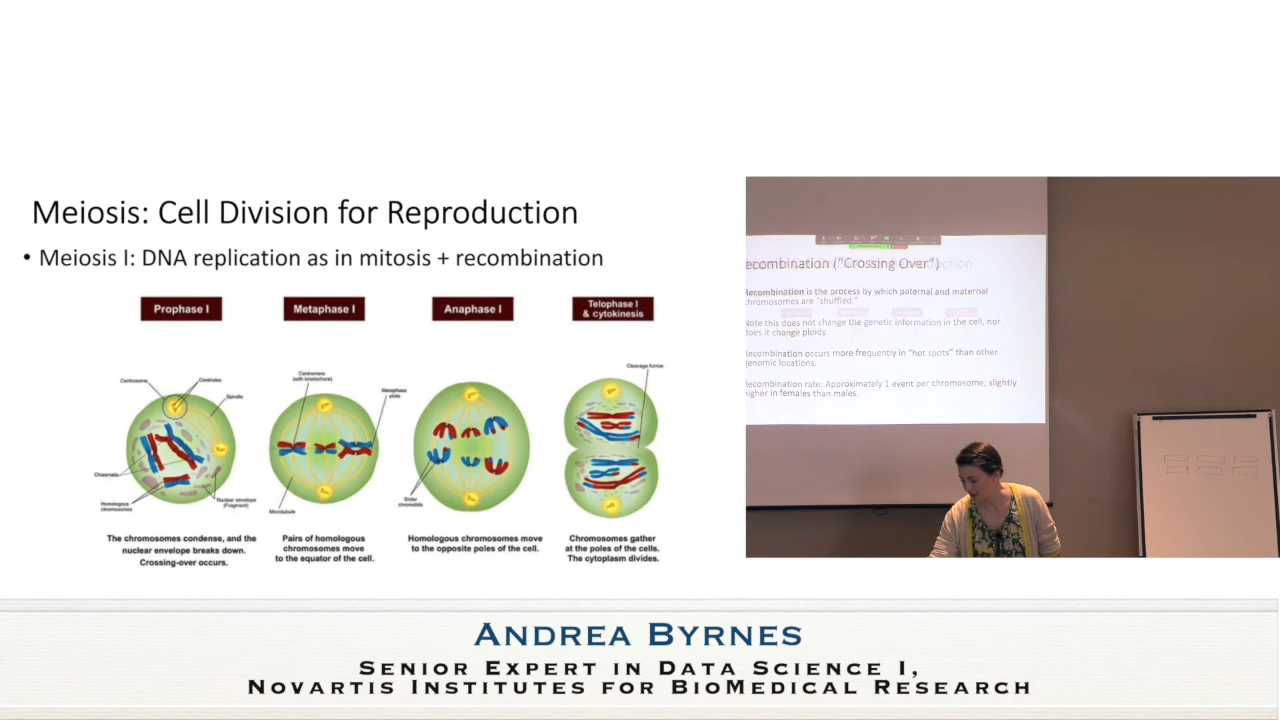 Meiosis: Cell Division for Reproduction
• Meiosis I: DNA replication as in mitosis + recombination
Prophase I
Metaphase I
Anaphase I
Telophase I
& cytokinesis
Centrosome
Centrioles
Spindle
Chiasmata
Homologous
chromosomes
Nuclear envelope
(Fragment)
Centromere
(with kinetochore)
Metaphase
plate
Microtubule
Sister
chromatids
Cleavage furrow
The chromosomes condense, and the
nuclear envelope breaks down.
Crossing-over occurs.
Pairs of homologous
chromosomes move
to the equator of the cell.
Homologous chromosomes move
to the opposite poles of the cell.
Chromosomes gather
at the poles of the cells.
The cytoplasm divides.
ecombination ("Crossing Over")
Recombination is the process by which paternal and maternal
chromosomes are "shuffled."
Note this does not change the genetic information in the cell, nor
does it change ploidy.
Recombination occurs more frequently in "hot spots" than other
genomic locations.
Recombination rate: Approximately 1 event per chromosome; slightly
higher in females than males.
Andrea Byrnes
Senior Expert in Data Science I,
Novartis Institutes for BioMedical Research